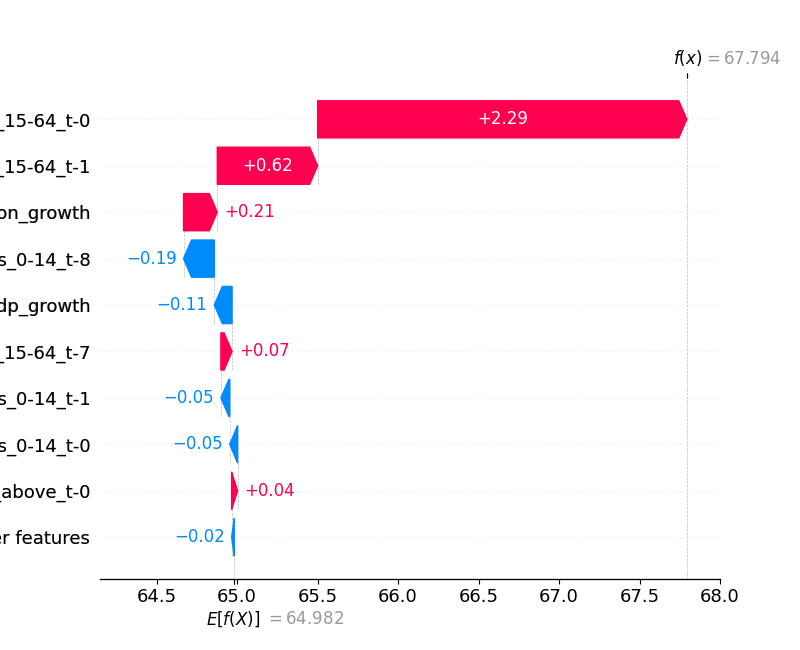 f(x) = 67.794
_15-64_t-0
+2.29
_15-64_t-1
+0.62
on_growth
+0.21
s_0-14_t-8
−0.19
dp_growth
−0.11
_15-64_t-7
+0.07
s_0-14_t-1
−0.05
s_0-14_t-0
−0.05
_above_t-0
+0.04
er features
−0.02
64.5 65.0 65.5 66.0 66.5 67.0 67.5 68.0
E[f(X)] = 64.982